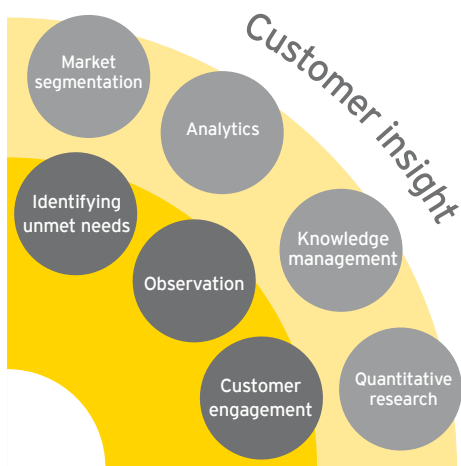 Customer insight
Market
segmentation
Analytics
Knowledge
management
Quantitative
research
Identifying
unmet needs
Observation
Customer
engagement